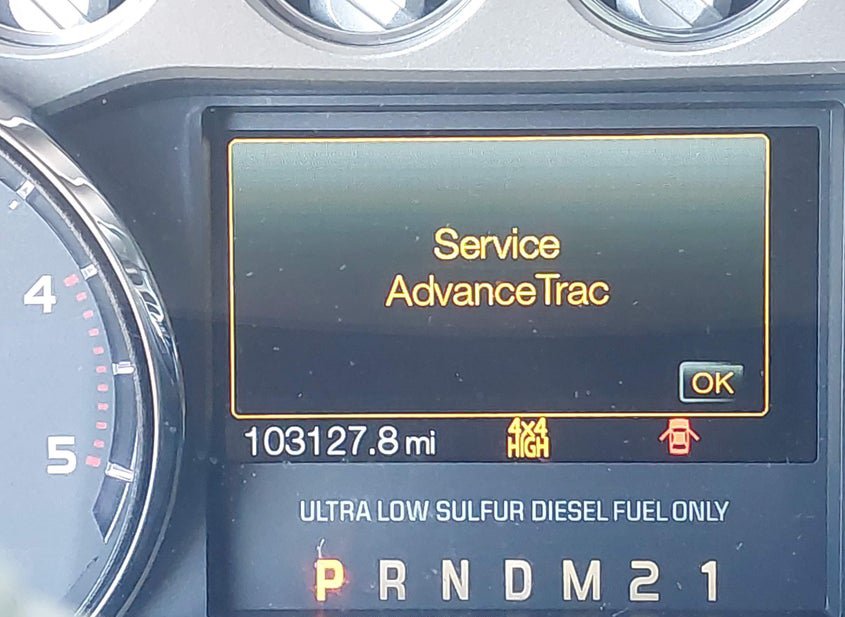 4
5
Service
AdvanceTrac
OK
103127.8 mi
4x4
HIGH
ULTRA LOW SULFUR DIESEL FUEL ONLY
P R N D M 2 1